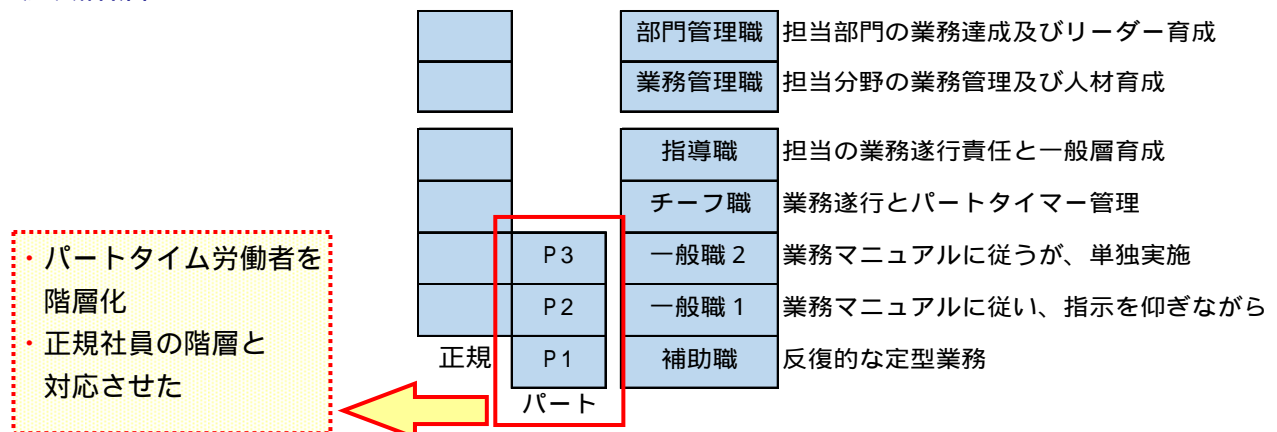 部門管理職 担当部門の業務達成及びリーダー育成
業務管理職 担当分野の業務管理及び人材育成
指導職 担当の業務遂行責任と一般層育成
チーフ職 業務遂行とパートタイマー管理
P3 一般職2 業務マニュアルに従うが、単独実施
P2 一般職1 業務マニュアルに従い、指示を仰ぎながら
正規 P1 補助職 反復的な定型業務
パート
・パートタイム労働者を
階層化
・正規社員の階層と
対応させた